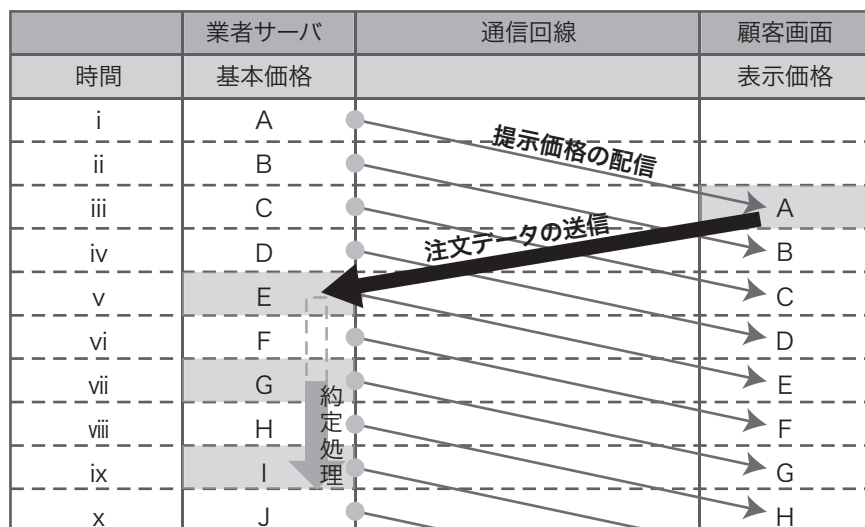 業者サーバ 通信回線 顧客画面
時間 基本価格 表示価格
ⅰ A
提示価格の配信
ⅱ B
ⅲ C A
注文データの送信
ⅳ D B
ⅴ E C
ⅵ F D
ⅶ G E
約定処理
ⅷ H F
ⅸ I G
ⅹ J H